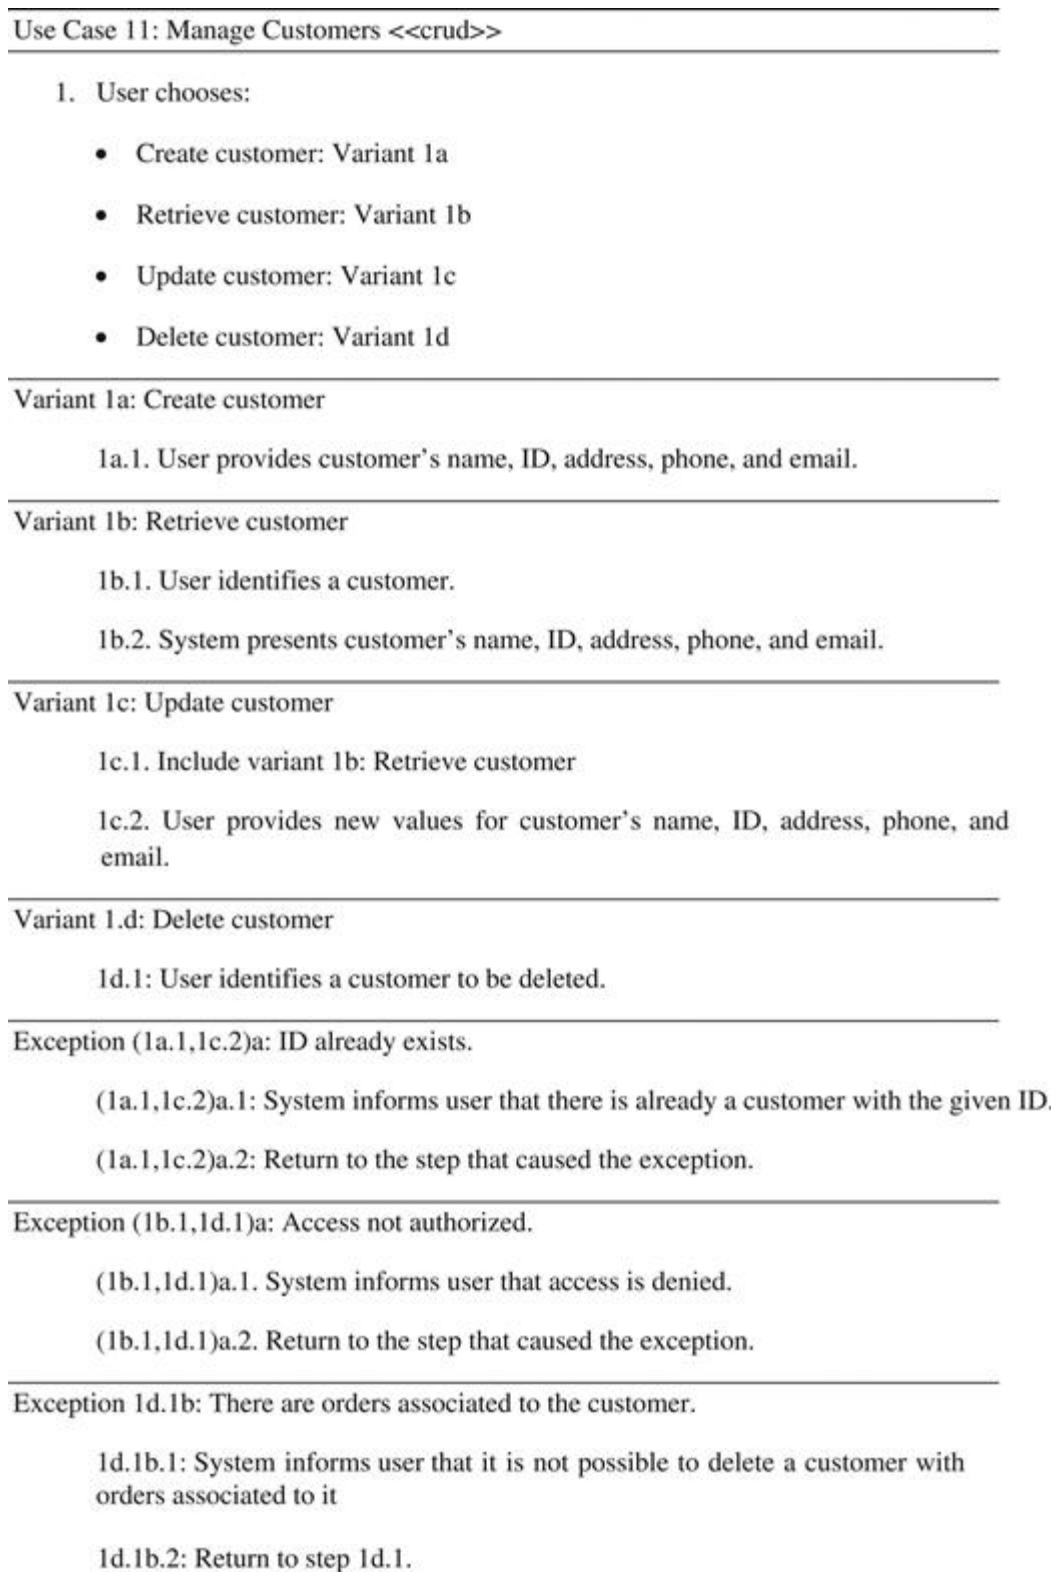 Use Case 11: Manage Customers <<crud>>
1. User chooses:
• Create customer: Variant 1a
• Retrieve customer: Variant 1b
• Update customer: Variant 1c
• Delete customer: Variant 1d
Variant 1a: Create customer
1a.1. User provides customer's name, ID, address, phone, and email.
Variant 1b: Retrieve customer
1b.1. User identifies a customer.
1b.2. System presents customer's name, ID, address, phone, and email.
Variant 1c: Update customer
1c.1. Include variant 1b: Retrieve customer
1c.2. User provides new values for customer's name, ID, address, phone, and
email.
Variant 1.d: Delete customer
1d.1: User identifies a customer to be deleted.
Exception (1a.1,1c.2)a: ID already exists.
(1a.1,1c.2)a.1: System informs user that there is already a customer with the given ID.
(1a.1,1c.2)a.2: Return to the step that caused the exception.
Exception (1b.1,1d.1)a: Access not authorized.
(1b.1,1d.1)a.1. System informs user that access is denied.
(1b.1,1d.1)a.2. Return to the step that caused the exception.
Exception 1d.1b: There are orders associated to the customer.
1d.1b.1: System informs user that it is not possible to delete a customer with
orders associated to it
1d.1b.2: Return to step 1d.1.